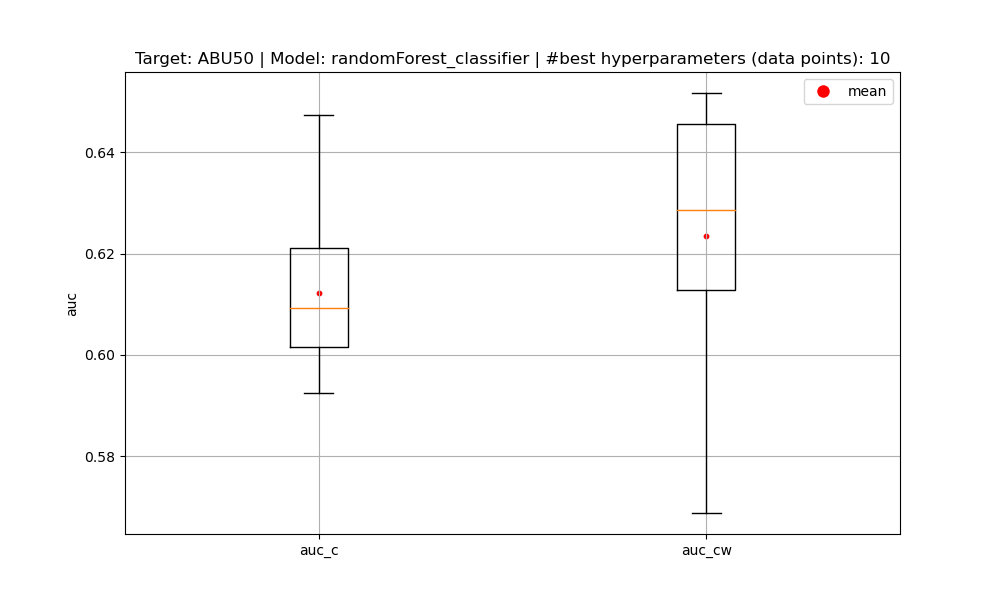 Target: ABU50 | Model: randomForest_classifier | #best hyperparameters (data points): 10
mean
0.64
0.62
0.60
0.58
auc
auc_c
auc_cw